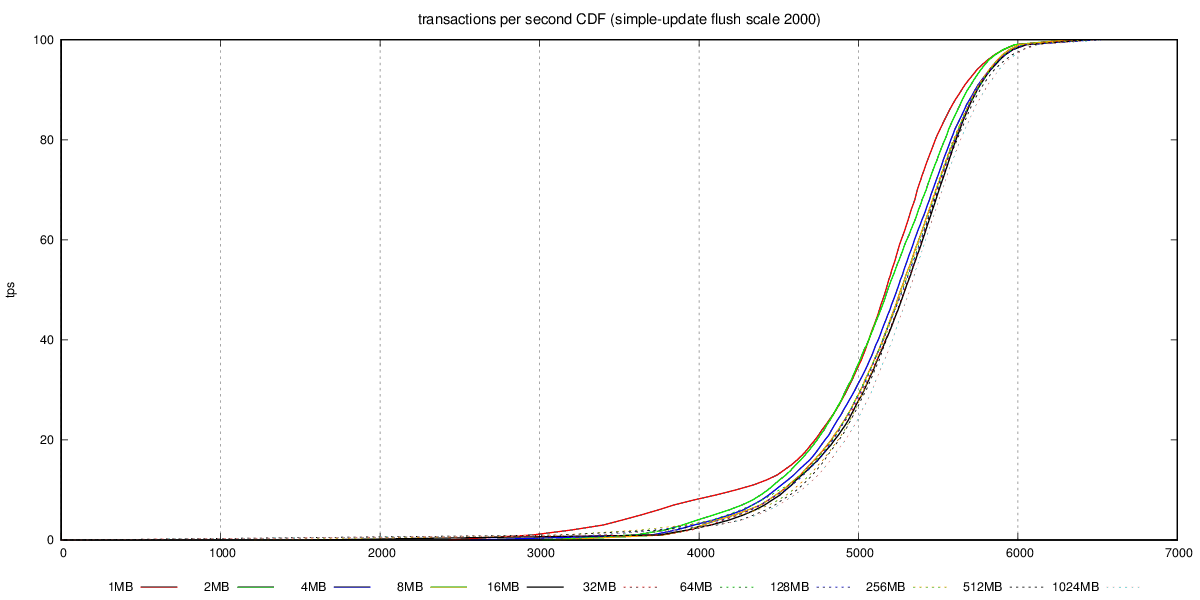 transactions per second CDF (simple-update flush scale 2000)
100
80
60
40
20
0
tps
0 1000 2000 3000 4000 5000 6000 7000
1MB 2MB 4MB 8MB 16MB 32MB 64MB 128MB 256MB 512MB 1024MB